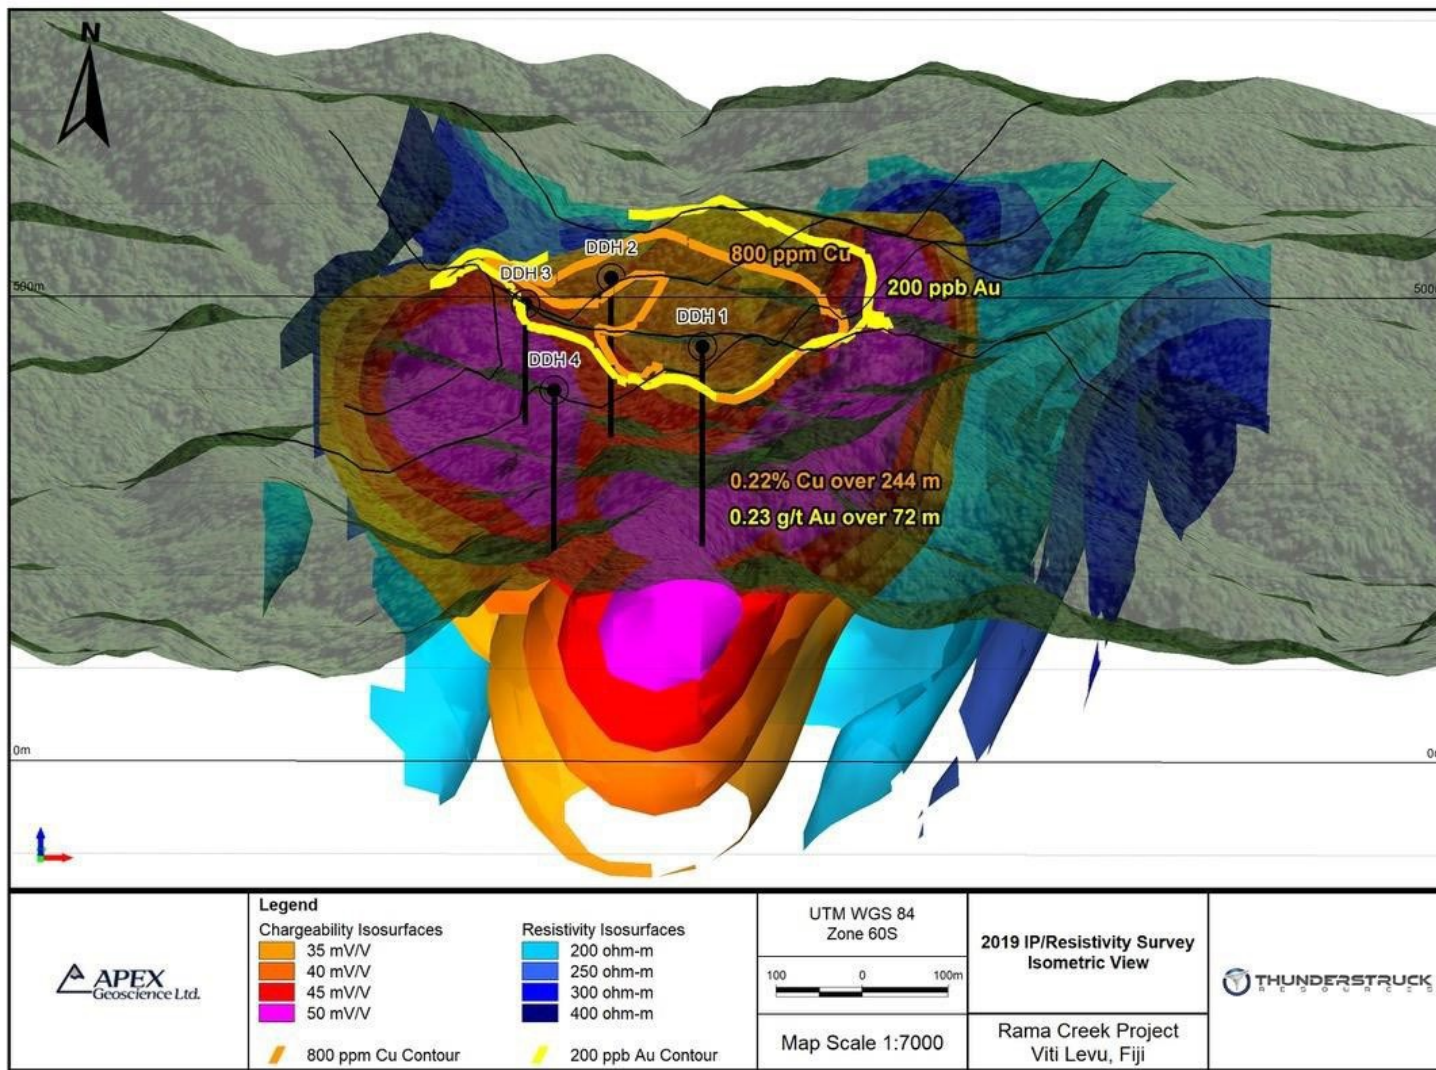 N
DDH 2
800 ppm Cu
DDH 3
500m
200 ppb Au
DDH 1
DDH 4
0.22% Cu over 244 m
0.23 g/t Au over 72 m
0m
APEX
Geoscience Ltd.
Legend
Chargeability Isosurfaces
35 mV/V
40 mV/V
45 mV/V
50 mV/V
800 ppm Cu Contour
Resistivity Isosurfaces
200 ohm-m
250 ohm-m
300 ohm-m
400 ohm-m
200 ppb Au Contour
UTM WGS 84
Zone 60S
100 0 100m
Map Scale 1:7000
2019 IP/Resistivity Survey
Isometric View
Rama Creek Project
Viti Levu, Fiji
THUNDERSTRUCK
RESOURCES